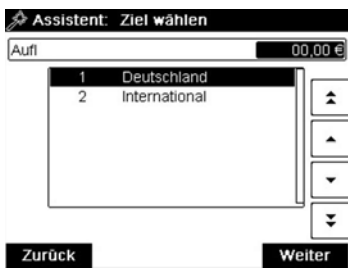 Assistent: Ziel wählen
Aufl 00,00 €
1 Deutschland
2 International
Zurück Weiter